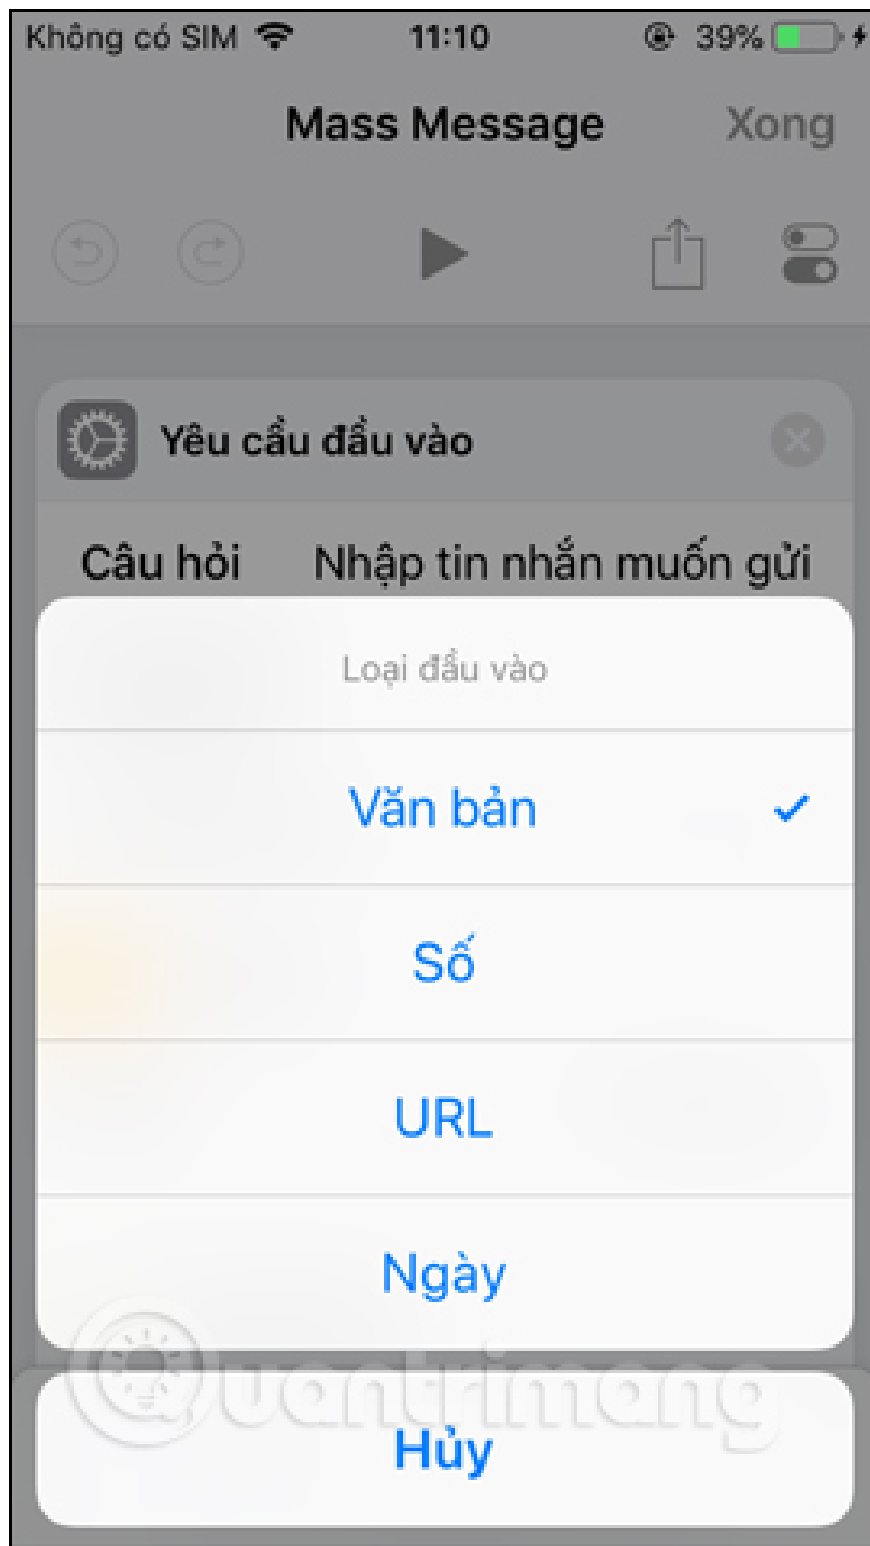 Không có SIM 11:10 39%
Mass Message Xong
Yêu cầu đầu vào
Câu hỏi Nhập tin nhắn muốn gửi
Loại đầu vào
Văn bản
Số
URL
Ngày
Quantrimang
Hủy